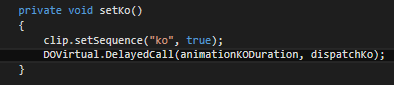 private void setKo()
{
clip.setSequence("ko", true);
DOVirtual.DelayedCall(animationKODuration, dispatchKo);
}